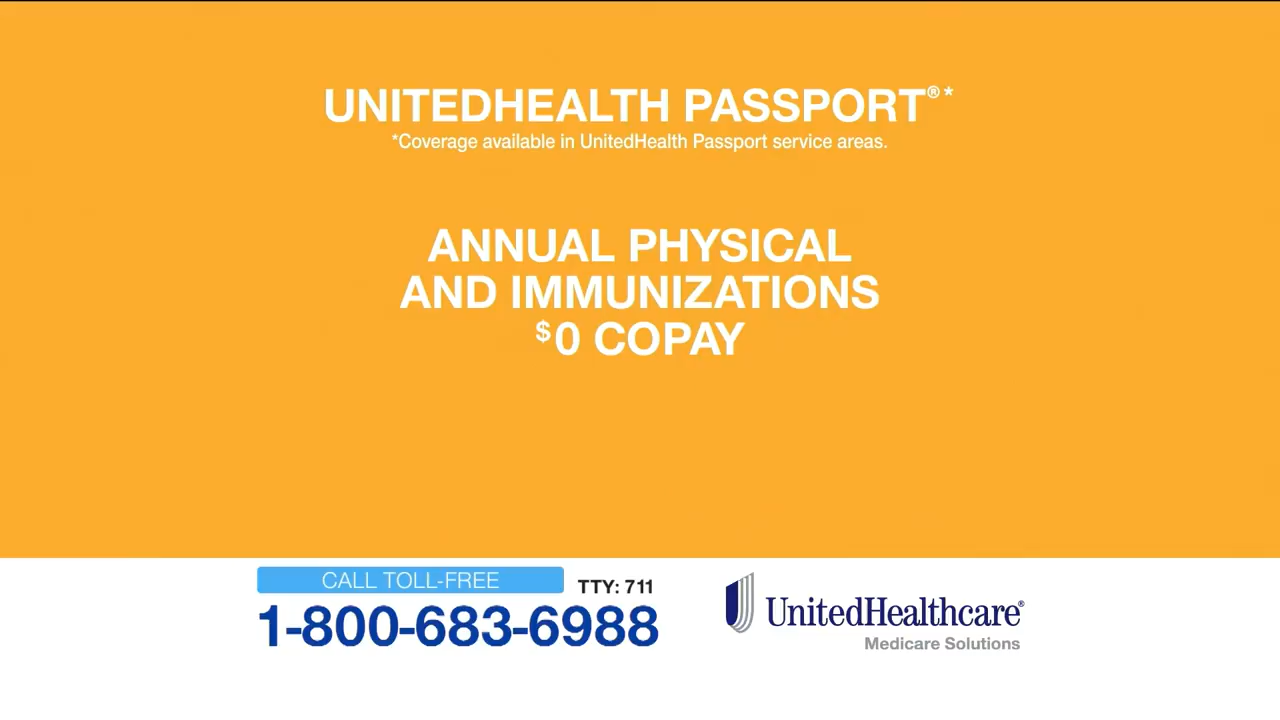 UNITEDHEALTH PASSPORT®*
*Coverage available in UnitedHealth Passport service areas.
ANNUAL PHYSICAL
AND IMMUNIZATIONS
$0 COPAY
CALL TOLL-FREE
TTY: 711
1-800-683-6988
UnitedHealthcare®
Medicare Solutions